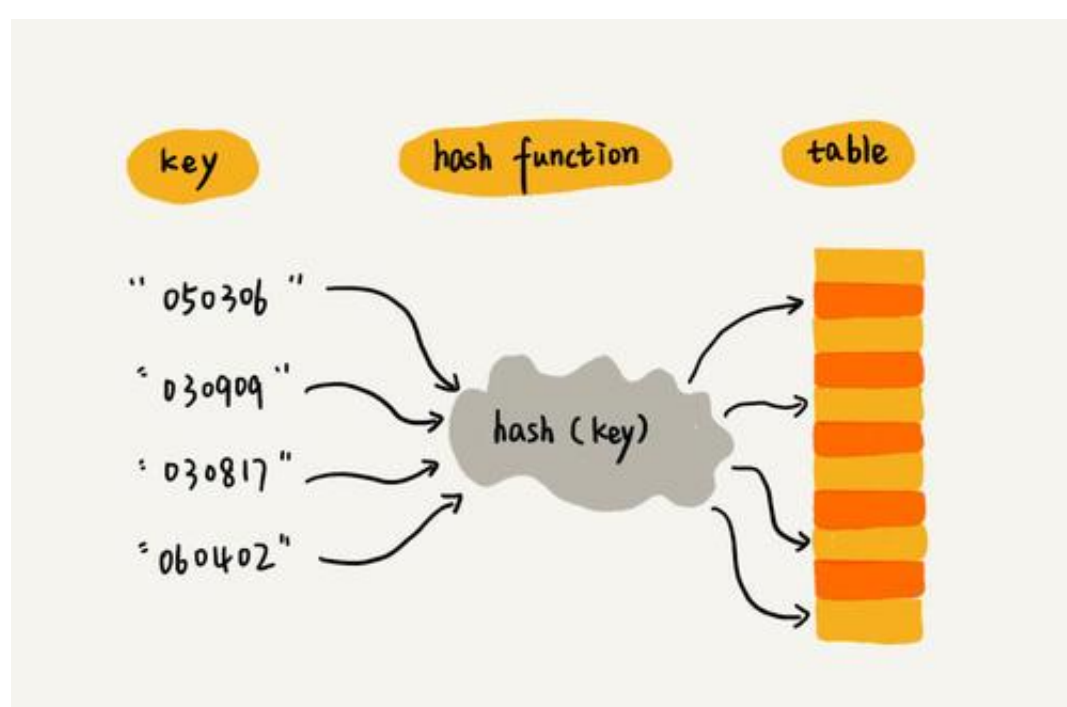 key
hash function
table
" 050306 "
" 030909 "
" 030817 "
" 060402 "
hash (key)